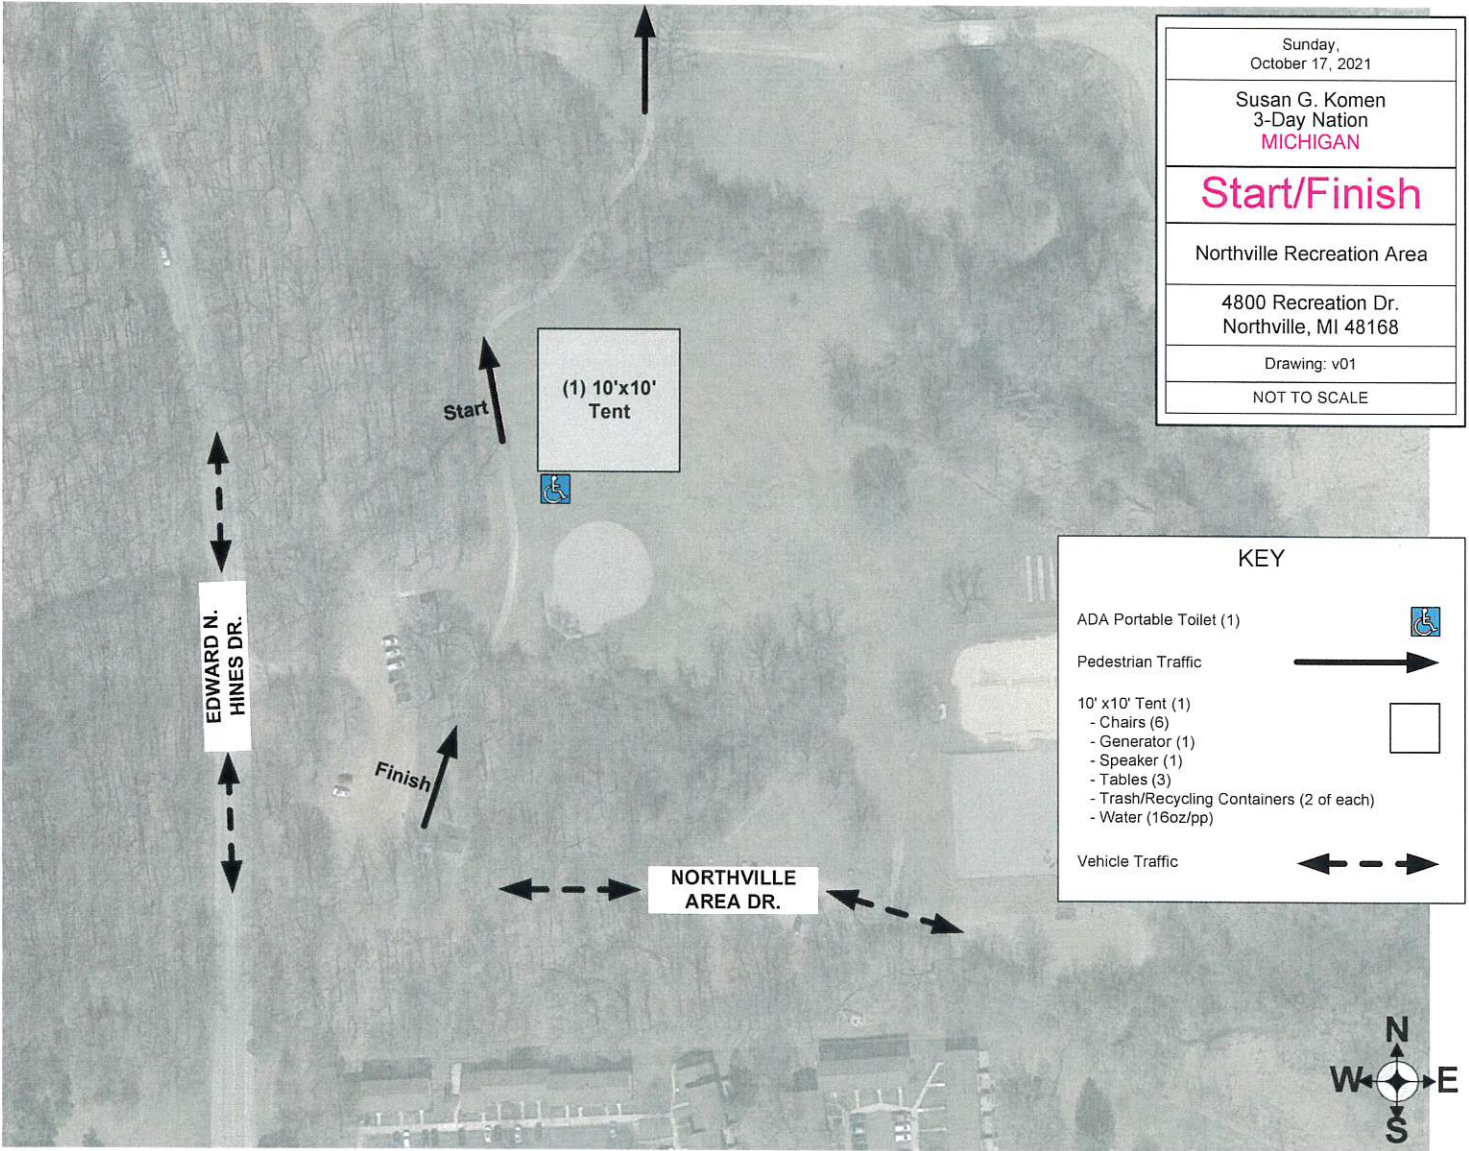 Sunday,
October 17, 2021
Susan G. Komen
3-Day Nation
MICHIGAN
Start/Finish
Northville Recreation Area
4800 Recreation Dr.
Northville, MI 48168
Drawing: v01
NOT TO SCALE
(1) 10'x10'
Tent
Start
EDWARD N.
HINES DR.
Finish
NORTHVILLE
AREA DR.
KEY
ADA Portable Toilet (1)
Pedestrian Traffic
10' x10' Tent (1)
- Chairs (6)
- Generator (1)
- Speaker (1)
- Tables (3)
- Trash/Recycling Containers (2 of each)
- Water (16oz/pp)
Vehicle Traffic
N
W E
S